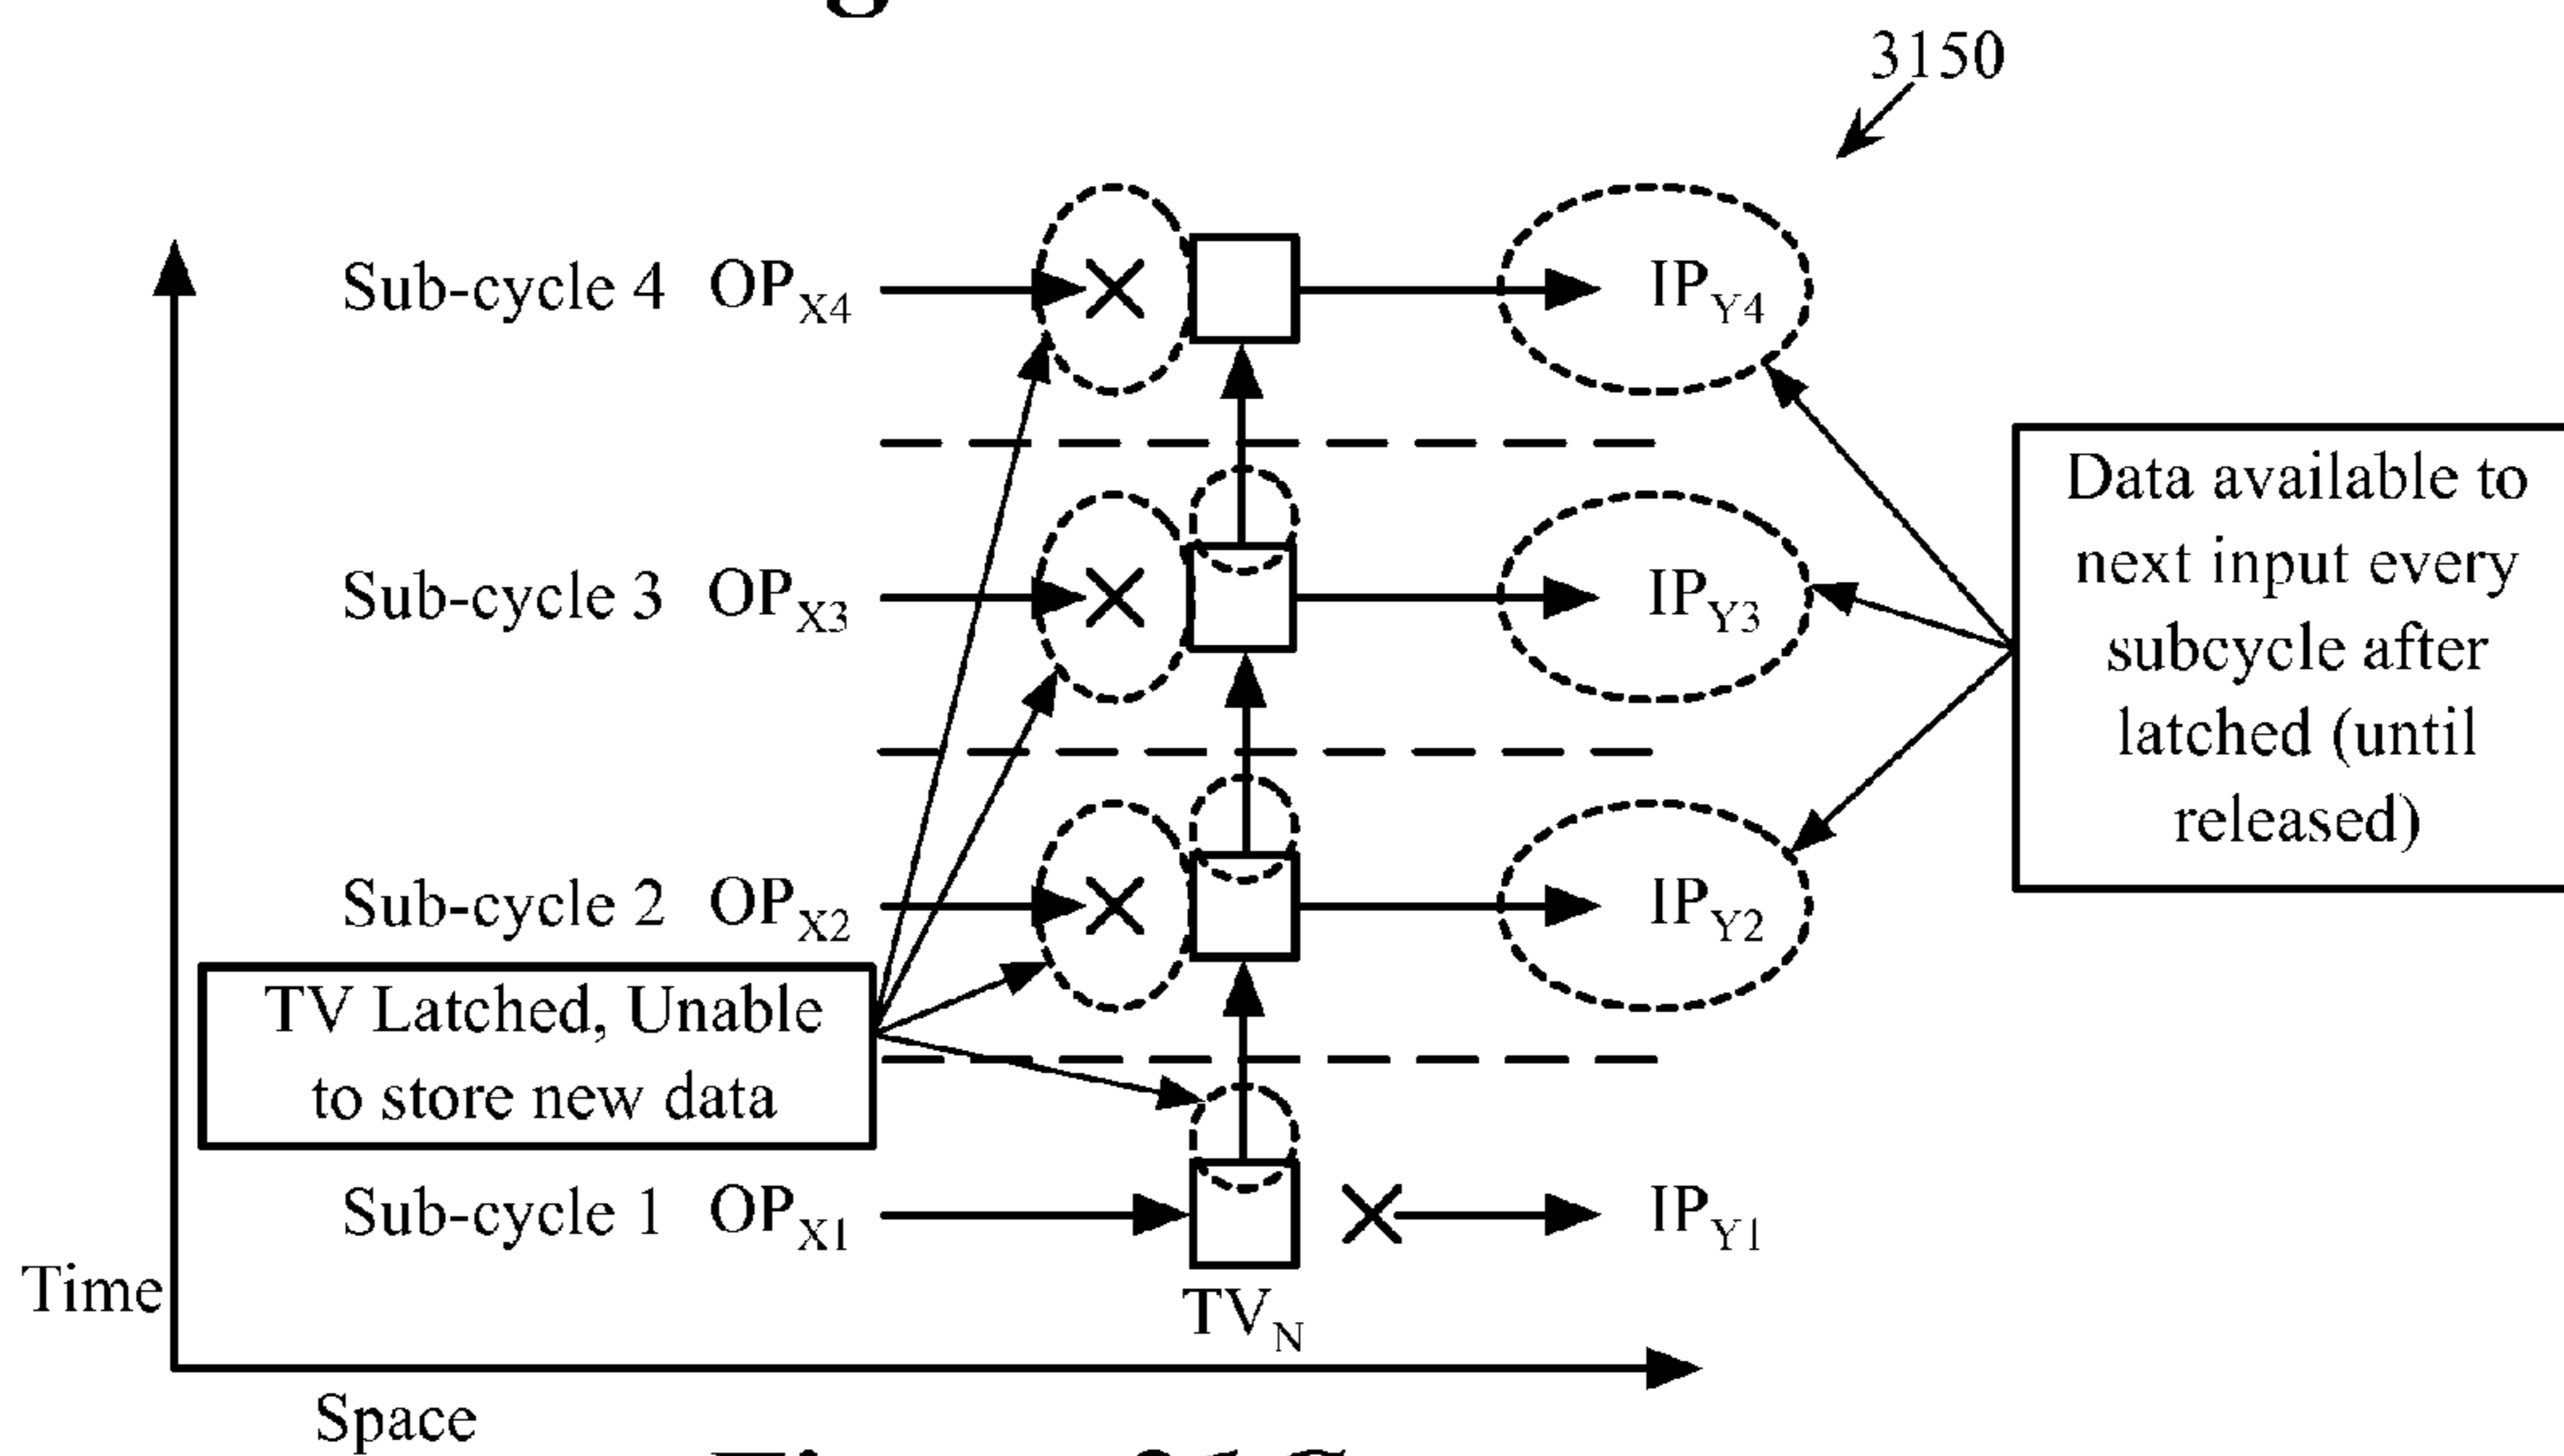 3150
Sub-cycle 4 OPX4 IPY4
Data available to
next input every
subcycle after
latched (until
released)
Sub-cycle 3 OPX3 IPY3
Sub-cycle 2 OPX2 IPY2
TV Latched, Unable
to store new data
Sub-cycle 1 OPX1 IPY1
TVN
Time
Space